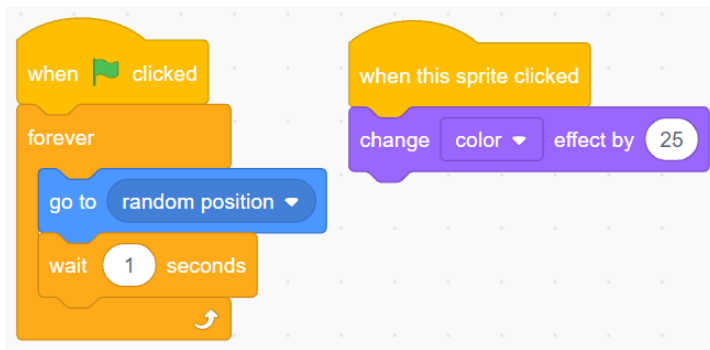 when clicked
forever
go to random position
wait 1 seconds
when this sprite clicked
change color effect by 25